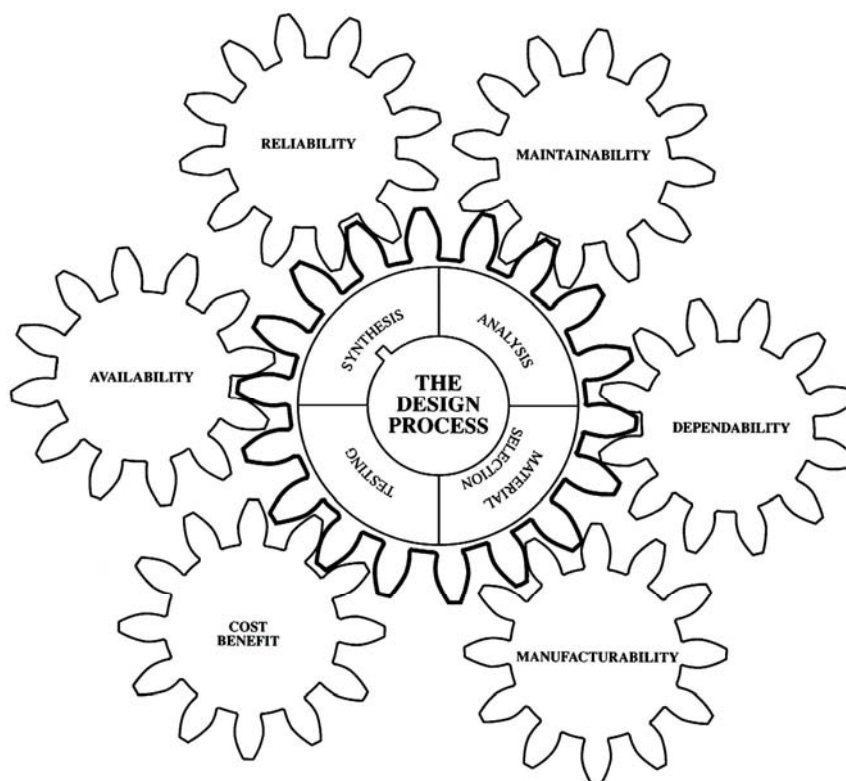 RELIABILITY
MAINTAINABILITY
SYNTHESIS
ANALYSIS
AVAILABILITY
THE
DESIGN
PROCESS
DEPENDABILITY
TESTING
MATERIAL
SELECTION
COST
BENEFIT
MANUFACTURABILITY